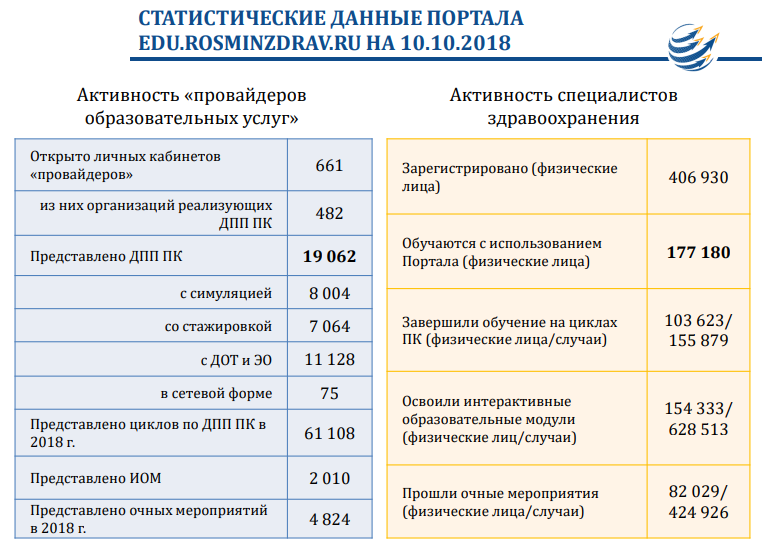 СТАТИСТИЧЕСКИЕ ДАННЫЕ ПОРТАЛА
EDU.ROSMINZDRAV.RU НА 10.10.2018
Активность «провайдеров
образовательных услуг»
Открыто личных кабинетов
«провайдеров»
661
из них организаций реализующих
ДПП ПК
482
Представлено ДПП ПК
19 062
с симуляцией
8 004
со стажировкой
7 064
с ДОТ и ЭО
11 128
в сетевой форме
75
Представлено циклов по ДПП ПК в
2018 г.
61 108
Представлено ИОМ
2 010
Представлено очных мероприятий
в 2018 г.
4 824
Активность специалистов
здравоохранения
Зарегистрировано (физические
лица)
406 930
Обучаются с использованием
Портала (физические лица)
177 180
Завершили обучение на циклах
ПК (физические лица/случаи)
103 623/
155 879
Освоили интерактивные
образовательные модули
(физические лиц/случаи)
154 333/
628 513
Прошли очные мероприятия
(физические лица/случаи)
82 029/
424 926